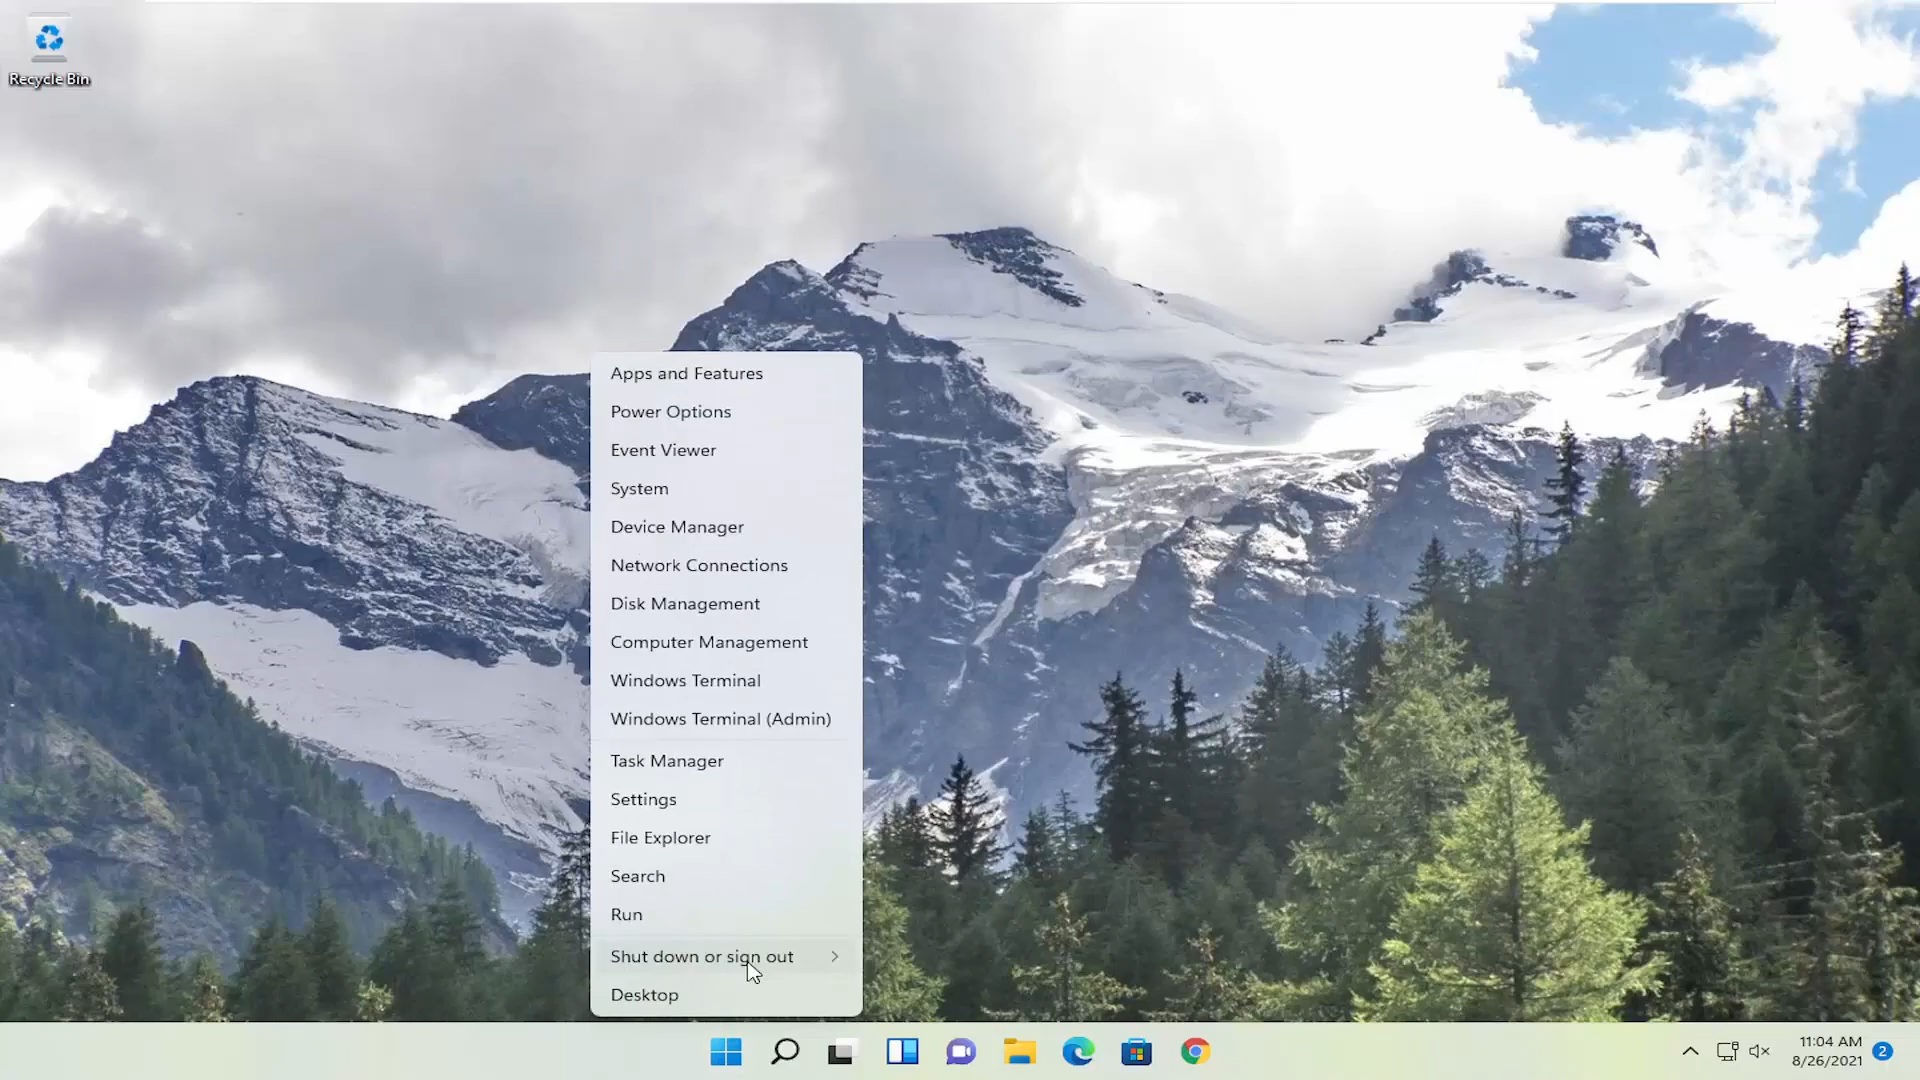 Recycle Bin
Apps and Features
Power Options
Event Viewer
System
Device Manager
Network Connections
Disk Management
Computer Management
Windows Terminal
Windows Terminal (Admin)
Task Manager
Settings
File Explorer
Search
Run
Shut down or sign out
Desktop
11:04 AM
8/26/2021
2